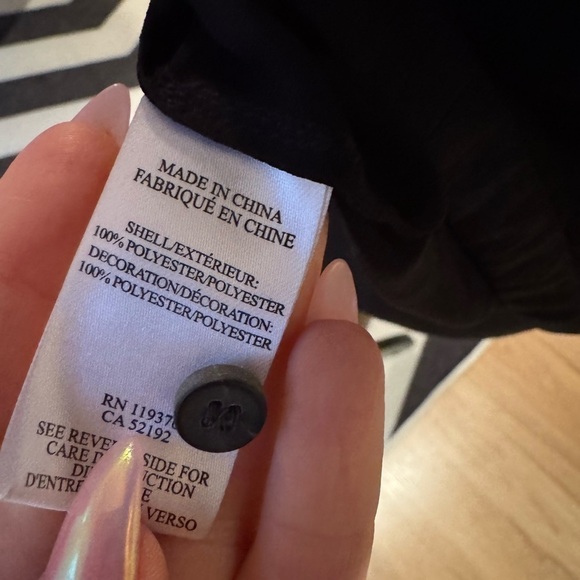 MADE IN CHINA
FABRIQUÉ EN CHINE
SHELL/EXTÉRIEUR:
100% POLYESTER/POLYESTER
DECORATION/DÉCORATION:
100% POLYESTER/POLYESTER
RN
CA 52192
SEE SIDE FOR
CARE
VERSO